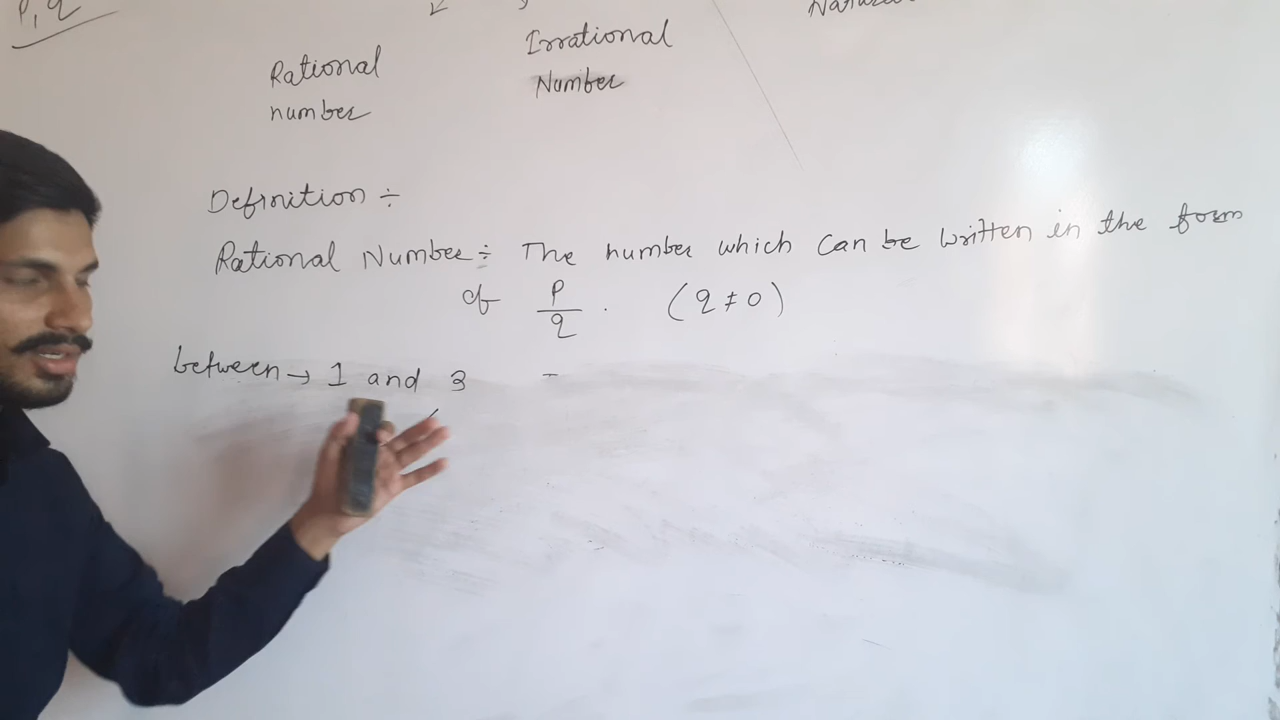 P, q
Rational
number
Irrational
Number
Definition ÷
Rational Number ÷ The number which can be written in the form
of P/q . (q ≠ 0)
between → 1 and 3 -